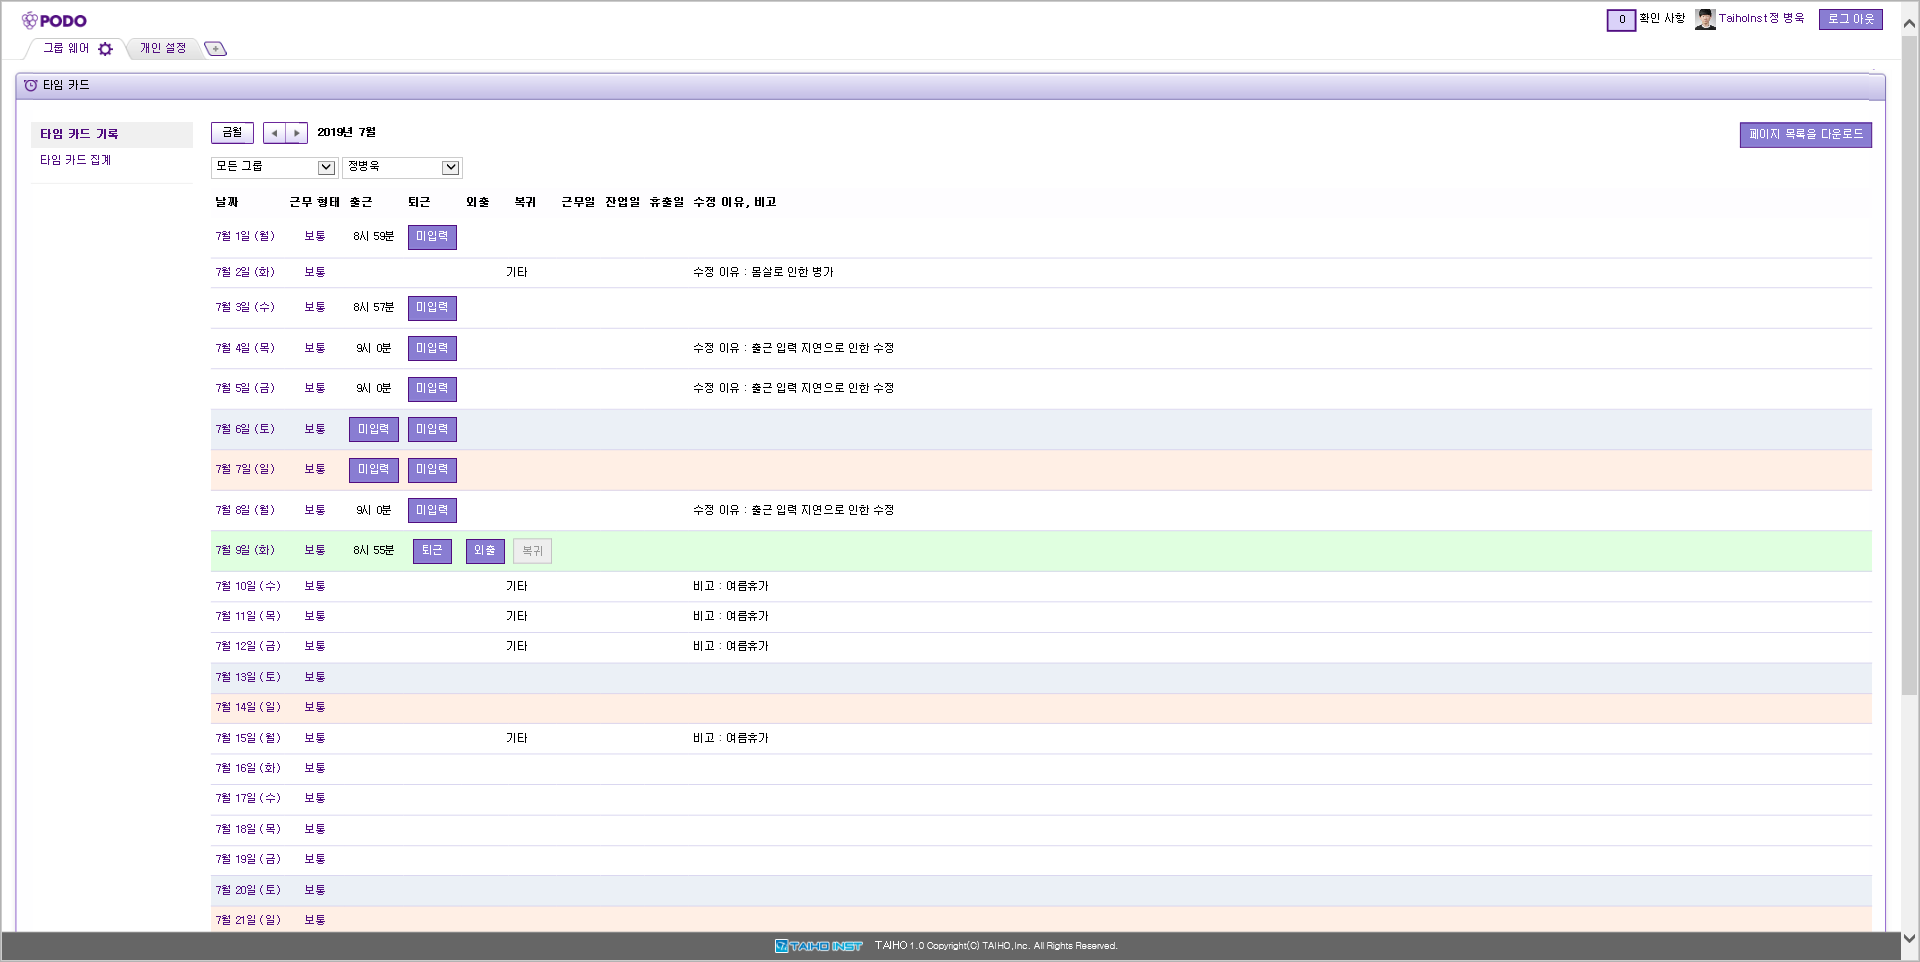 PODO
0 확인 사항 TaihoInst정 병욱 로그 아웃
그룹 웨어 개인 설정 +
타임 카드
타임 카드 기록
타임 카드 집계
금월 2019년 7월 페이지 목록을 다운로드
모든 그룹 정병욱
날짜 근무 형태 출근 퇴근 외출 복귀 근무일 잔업일 휴출일 수정 이유, 비고
7월 1일 (월) 보통 8시 59분 미입력
7월 2일 (화) 보통 기타 수정 이유 : 몸살로 인한 병가
7월 3일 (수) 보통 8시 57분 미입력
7월 4일 (목) 보통 9시 0분 미입력 수정 이유 : 출근 입력 지연으로 인한 수정
7월 5일 (금) 보통 9시 0분 미입력 수정 이유 : 출근 입력 지연으로 인한 수정
7월 6일 (토) 보통 미입력 미입력
7월 7일 (일) 보통 미입력 미입력
7월 8일 (월) 보통 9시 0분 미입력 수정 이유 : 출근 입력 지연으로 인한 수정
7월 9일 (화) 보통 8시 55분 퇴근 외출 복귀
7월 10일 (수) 보통 기타 비고 : 여름휴가
7월 11일 (목) 보통 기타 비고 : 여름휴가
7월 12일 (금) 보통 기타 비고 : 여름휴가
7월 13일 (토) 보통
7월 14일 (일) 보통
7월 15일 (월) 보통 기타 비고 : 여름휴가
7월 16일 (화) 보통
7월 17일 (수) 보통
7월 18일 (목) 보통
7월 19일 (금) 보통
7월 20일 (토) 보통
7월 21일 (일) 보통
TAIHO INST TAIHO 1.0 Copyright(C) TAIHO,Inc. All Rights Reserved.